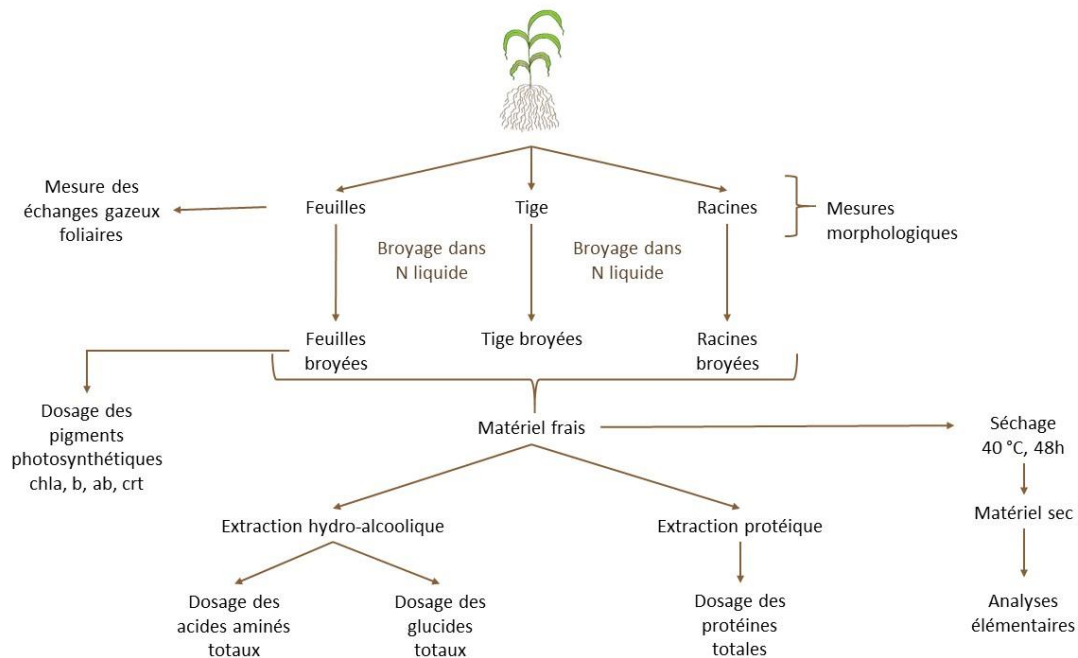 Mesure des
échanges gazeux
foliaires
Feuilles
Tige
Racines
Mesures
morphologiques
Broyage dans
N liquide
Broyage dans
N liquide
Feuilles
broyées
Tige broyées
Racines
broyées
Dosage des
pigments
photosynthétiques
chla, b, ab, crt
Matériel frais
Séchage
40 °C, 48h
Extraction hydro-alcoolique
Extraction protéique
Matériel sec
Dosage des
acides aminés
totaux
Dosage des
glucides
totaux
Dosage des
protéines
totales
Analyses
élémentaires